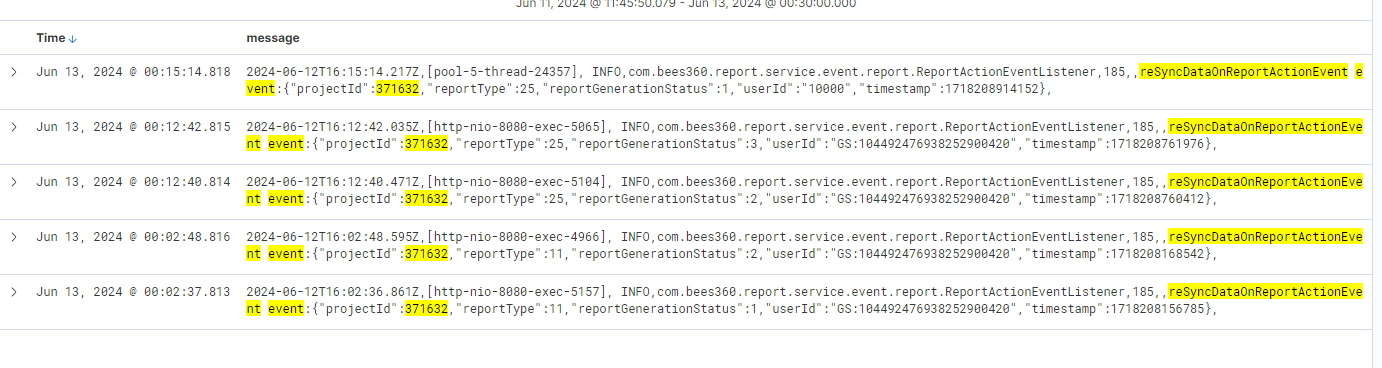 Jun 11, 2024 @ 11:45:50.079 - Jun 13, 2024 @ 00:30:00.000
Time message
Jun 13, 2024 @ 00:15:14.818 2024-06-12T16:15:14.217Z,[pool-5-thread-24357], INFO,com.bees360.report.service.event.report.ReportActionEventListener,185,,reSyncDataOnReportActionEvent e
vent:{"projectId":371632,"reportType":25,"reportGenerationStatus":1,"userId":"10000","timestamp":1718208914152},
Jun 13, 2024 @ 00:12:42.815 2024-06-12T16:12:42.035Z,[http-nio-8080-exec-5065], INFO,com.bees360.report.service.event.report.ReportActionEventListener,185,,reSyncDataOnReportActionEve
nt event:{"projectId":371632,"reportType":25,"reportGenerationStatus":3,"userId":"GS:104492476938252900420","timestamp":1718208761976},
Jun 13, 2024 @ 00:12:40.814 2024-06-12T16:12:40.471Z,[http-nio-8080-exec-5104], INFO,com.bees360.report.service.event.report.ReportActionEventListener,185,,reSyncDataOnReportActionEve
nt event:{"projectId":371632,"reportType":25,"reportGenerationStatus":2,"userId":"GS:104492476938252900420","timestamp":1718208760412},
Jun 13, 2024 @ 00:02:48.816 2024-06-12T16:02:48.595Z,[http-nio-8080-exec-4966], INFO,com.bees360.report.service.event.report.ReportActionEventListener,185,,reSyncDataOnReportActionEve
nt event:{"projectId":371632,"reportType":11,"reportGenerationStatus":2,"userId":"GS:104492476938252900420","timestamp":1718208168542},
Jun 13, 2024 @ 00:02:37.813 2024-06-12T16:02:36.861Z,[http-nio-8080-exec-5157], INFO,com.bees360.report.service.event.report.ReportActionEventListener,185,,reSyncDataOnReportActionEve
nt event:{"projectId":371632,"reportType":11,"reportGenerationStatus":1,"userId":"GS:104492476938252900420","timestamp":1718208156785},